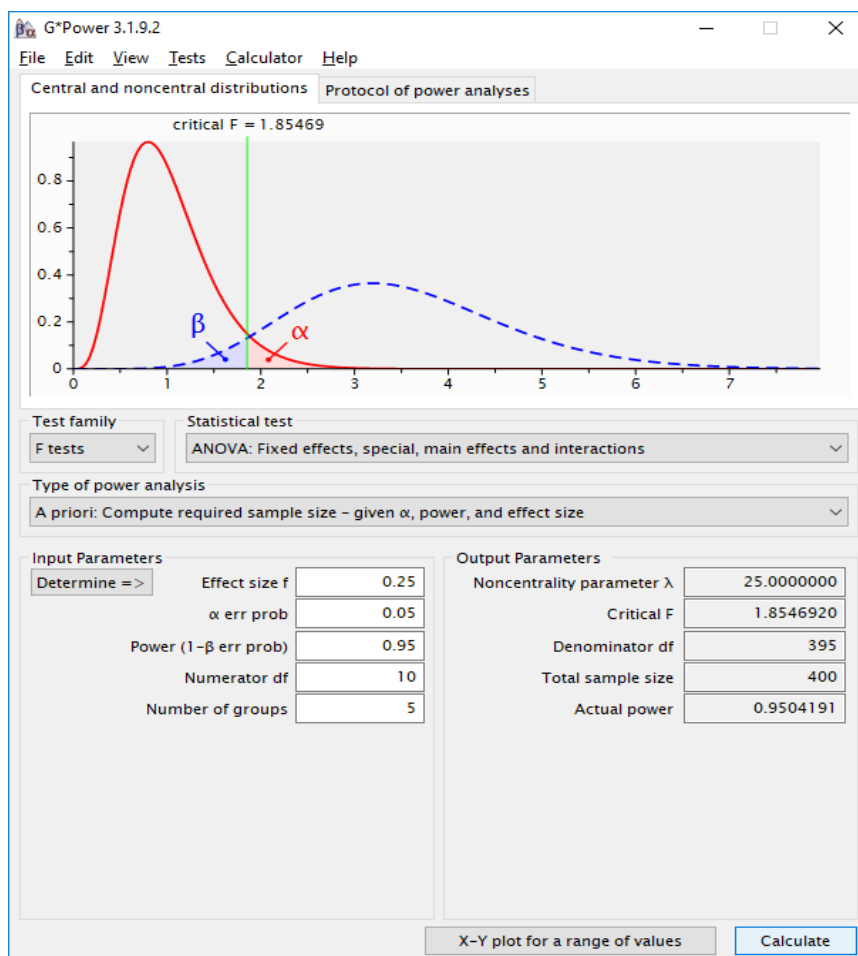 G*Power 3.1.9.2
File Edit View Tests Calculator Help
Central and noncentral distributions Protocol of power analyses
critical F = 1.85469
0.8
0.6
0.4
0.2
0
β
α
0 1 2 3 4 5 6 7
Test family Statistical test
F tests ANOVA: Fixed effects, special, main effects and interactions
Type of power analysis
A priori: Compute required sample size – given α, power, and effect size
Input Parameters
Determine => Effect size f 0.25
α err prob 0.05
Power (1-β err prob) 0.95
Numerator df 10
Number of groups 5
Output Parameters
Noncentrality parameter λ 25.0000000
Critical F 1.8546920
Denominator df 395
Total sample size 400
Actual power 0.9504191
X-Y plot for a range of values Calculate